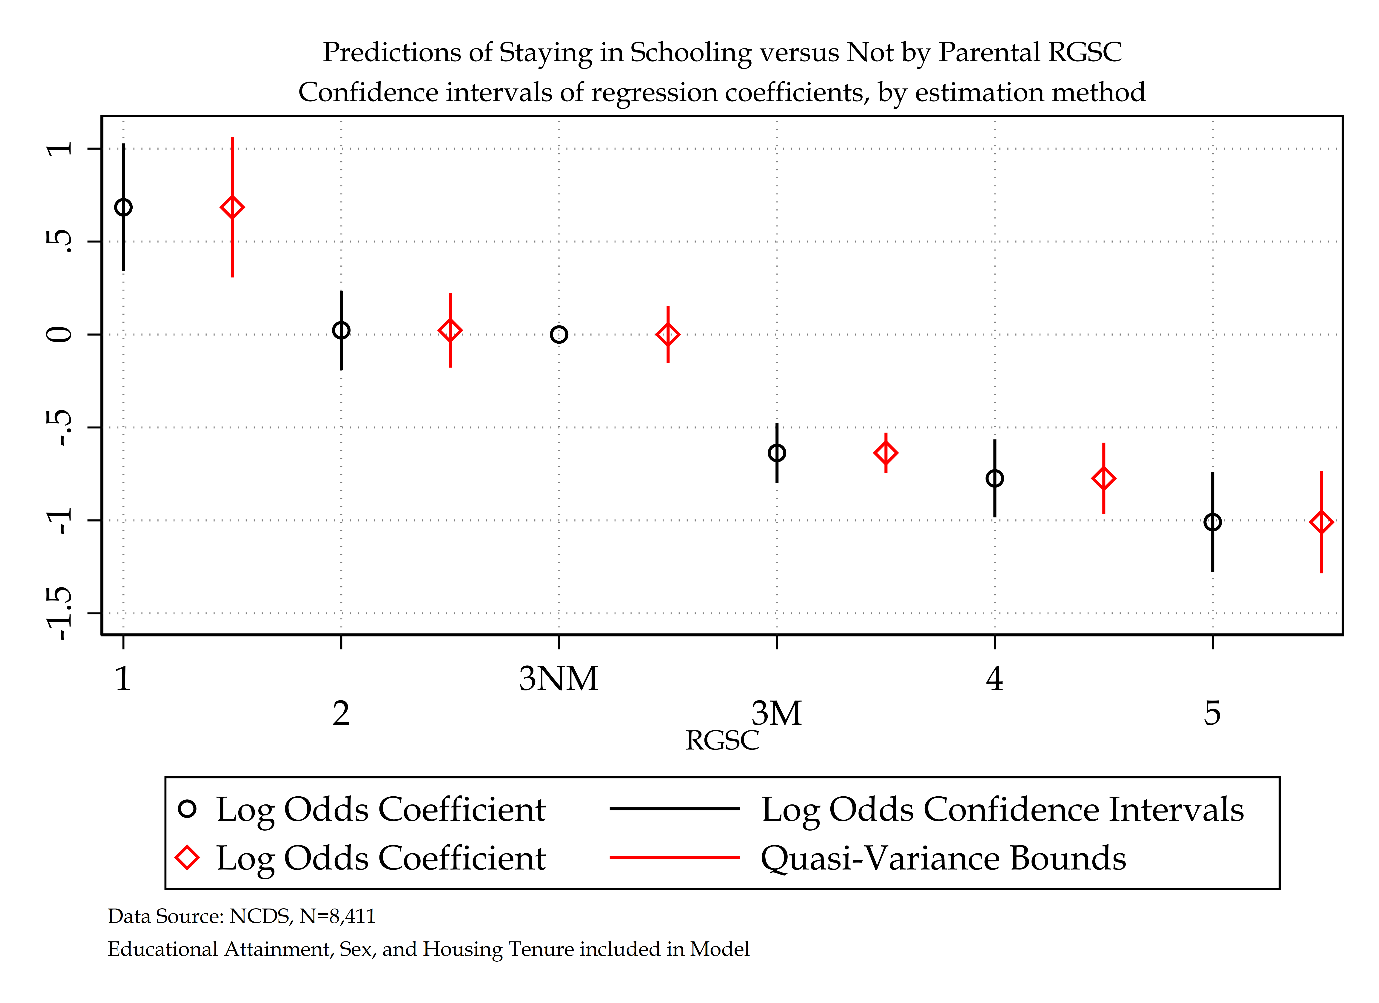 Predictions of Staying in Schooling versus Not by Parental RGSC
Confidence intervals of regression coefficients, by estimation method
1
.5
0
-.5
-1
-1.5
1
2
3NM
3M
4
5
RGSC
Log Odds Coefficient
Log Odds Confidence Intervals
Log Odds Coefficient
Quasi-Variance Bounds
Data Source: NCDS, N=8,411
Educational Attainment, Sex, and Housing Tenure included in Model